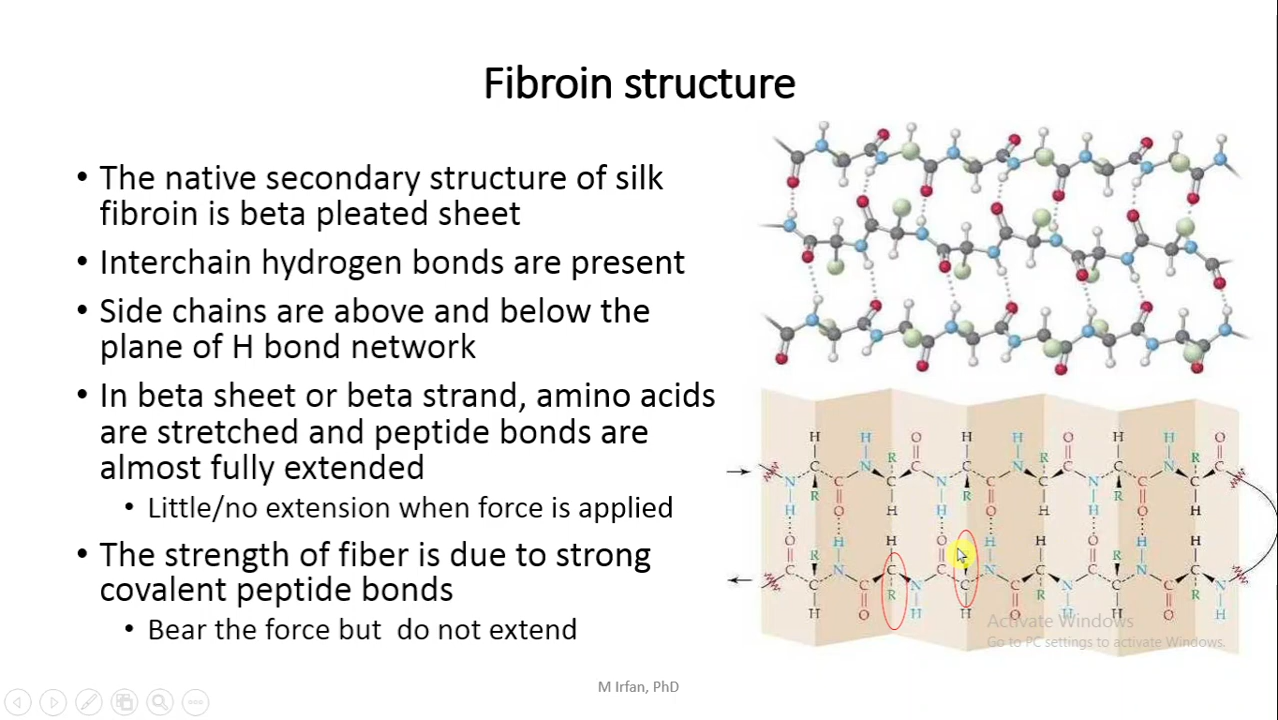 Fibroin structure
• The native secondary structure of silk
fibroin is beta pleated sheet
• Interchain hydrogen bonds are present
• Side chains are above and below the
plane of H bond network
• In beta sheet or beta strand, amino acids
are stretched and peptide bonds are
almost fully extended
• Little/no extension when force is applied
• The strength of fiber is due to strong
covalent peptide bonds
• Bear the force but do not extend
H H O H H O H H O
C N R C C N R C C N R C
N R C C N R C C N R C C
H O H H O H H O H
O H H O H H O H H
C R N C C N C C R N C
C C R N C C R N C C R N
H O H H O H H O H
Activate Windows
Go to PC settings to activate Windows.
M Irfan, PhD